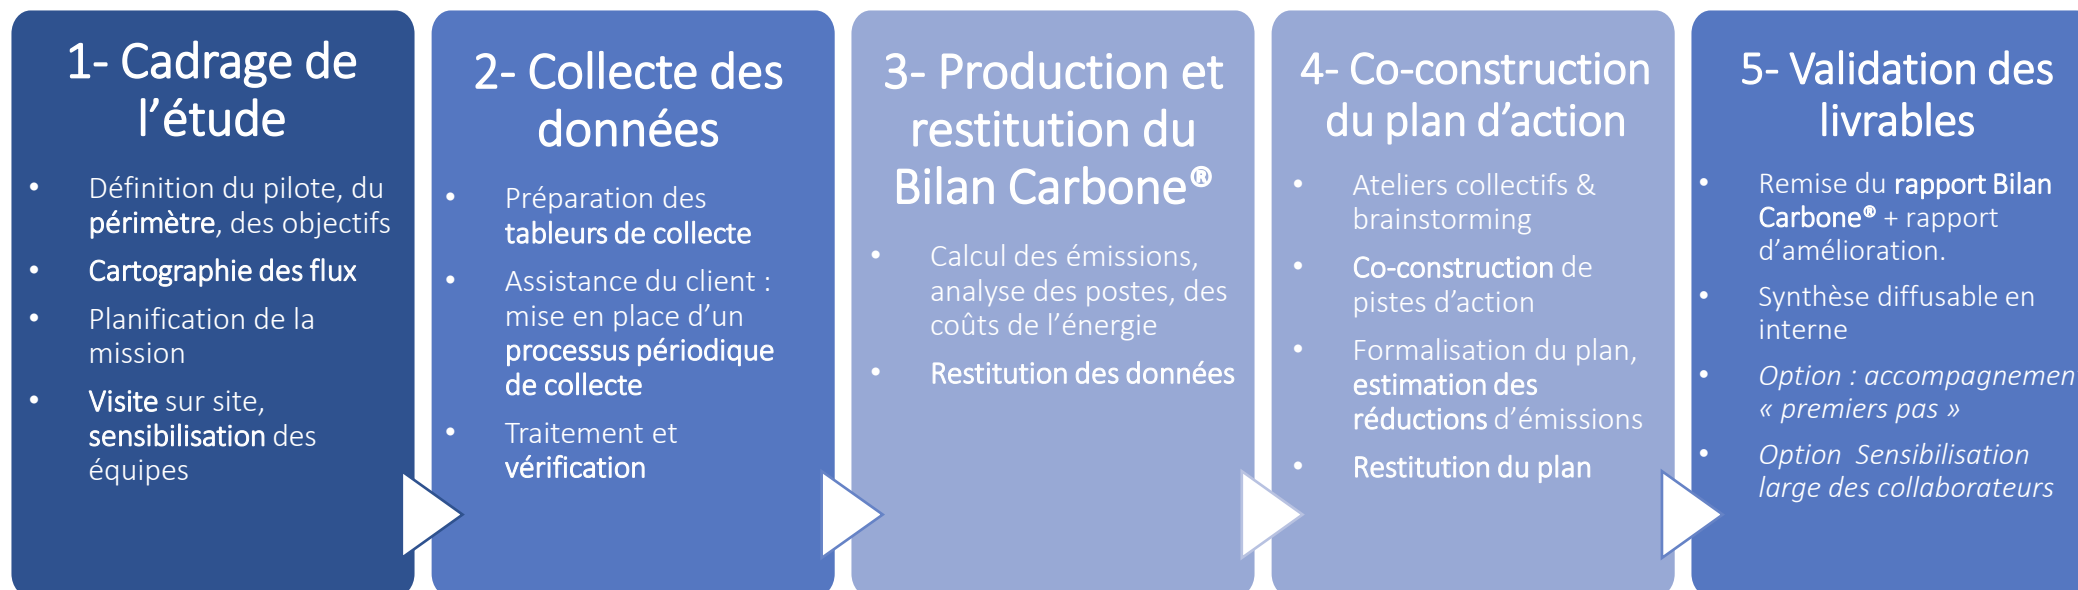 1- Cadrage de
l’étude
• Définition du pilote, du
périmètre, des objectifs
• Cartographie des flux
• Planification de la
mission
• Visite sur site,
sensibilisation des
équipes
2- Collecte des
données
• Préparation des
tableurs de collecte
• Assistance du client :
mise en place d’un
processus périodique
de collecte
• Traitement et
vérification
3- Production et
restitution du
Bilan Carbone®
• Calcul des émissions,
analyse des postes, des
coûts de l’énergie
• Restitution des données
4- Co-construction
du plan d’action
• Ateliers collectifs &
brainstorming
• Co-construction de
pistes d’action
• Formalisation du plan,
estimation des
réductions d’émissions
• Restitution du plan
5- Validation des
livrables
• Remise du rapport Bilan
Carbone® + rapport
d’amélioration.
• Synthèse diffusable en
interne
• Option : accompagnemen
« premiers pas »
• Option Sensibilisation
large des collaborateurs